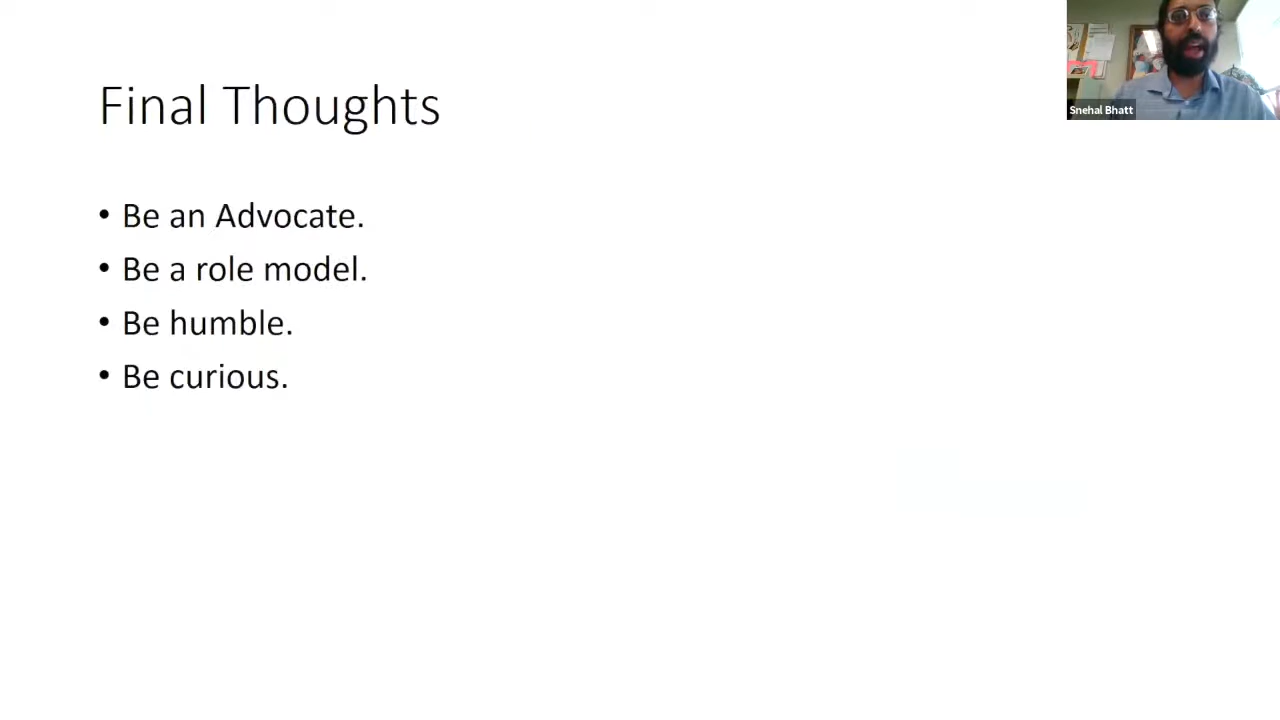 Final Thoughts
• Be an Advocate.
• Be a role model.
• Be humble.
• Be curious.
Snehal Bhatt